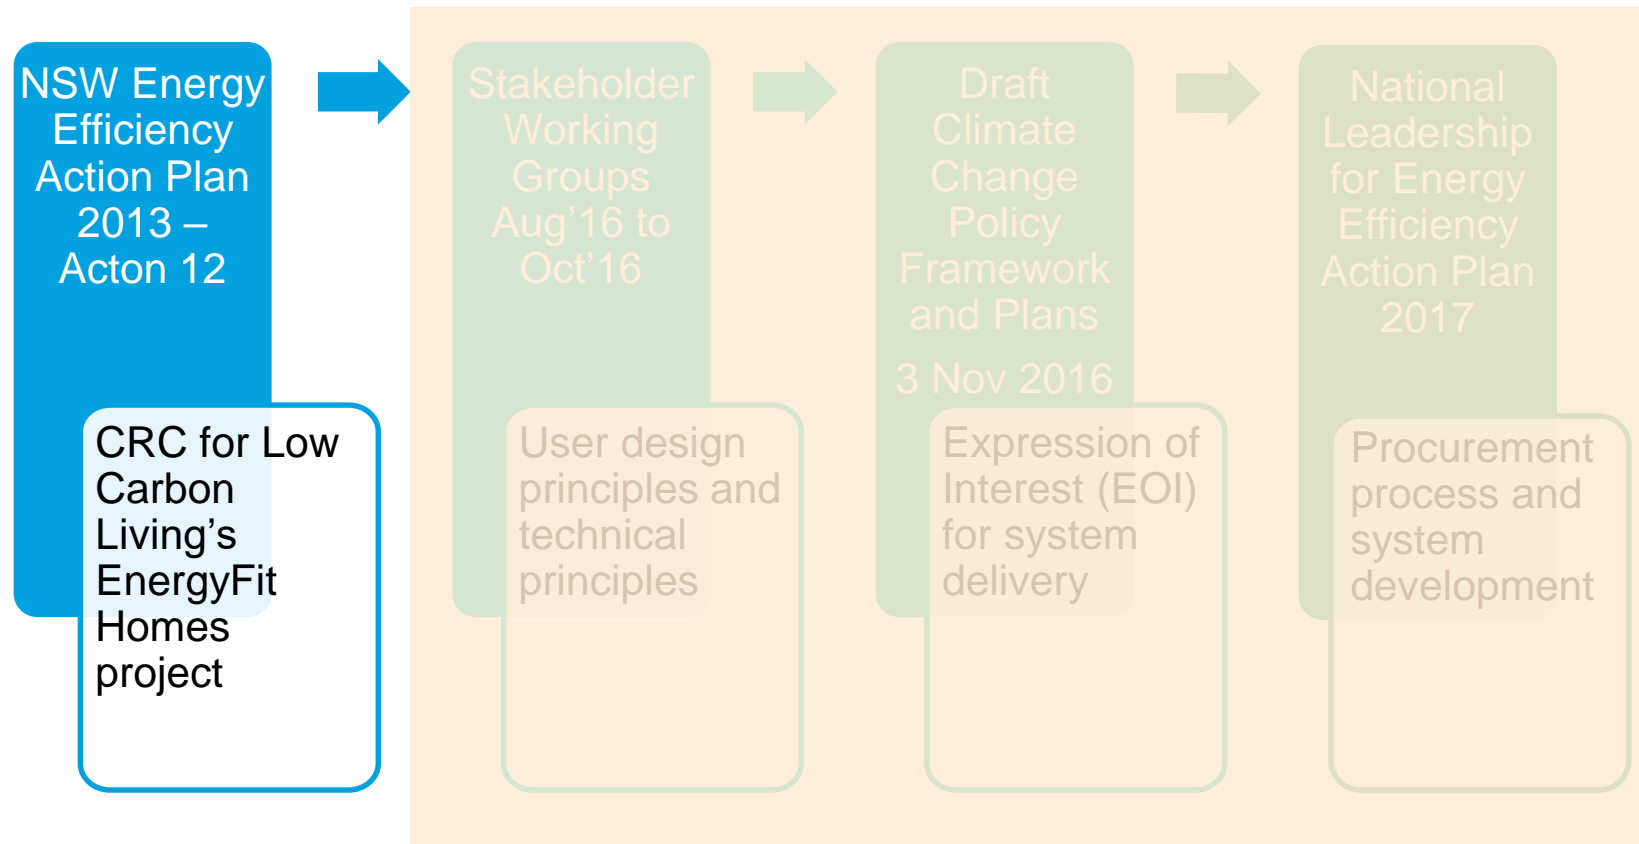 NSW Energy
Efficiency
Action Plan
2013 –
Acton 12
CRC for Low
Carbon
Living’s
EnergyFit
Homes
project
Stakeholder
Working
Groups
Aug’16 to
Oct’16
User design
principles and
technical
principles
Draft
Climate
Change
Policy
Framework
and Plans
3 Nov 2016
Expression of
Interest (EOI)
for system
delivery
National
Leadership
for Energy
Efficiency
Action Plan
2017
Procurement
process and
system
development